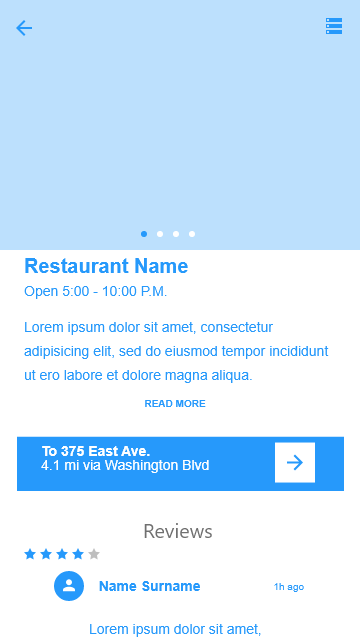 Restaurant Name
Open 5:00 - 10:00 P.M.
Lorem ipsum dolor sit amet, consectetur
adipisicing elit, sed do eiusmod tempor incididunt
ut ero labore et dolore magna aliqua.
READ MORE
To 375 East Ave.
4.1 mi via Washington Blvd
Reviews
Name Surname
1h ago
Lorem ipsum dolor sit amet,